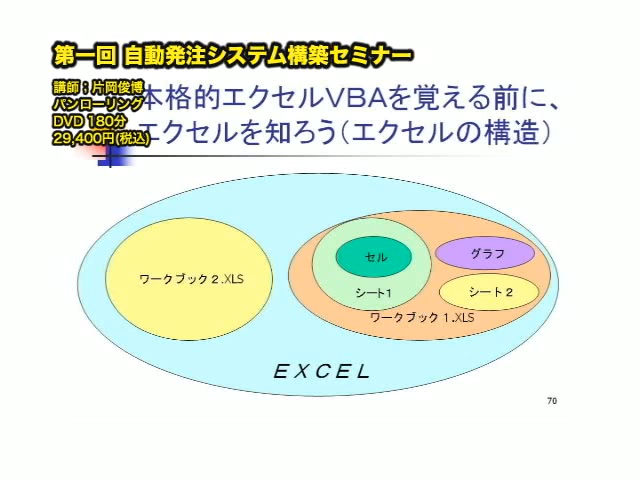 第一回 自動発注システム構築セミナー
講師；片岡俊博
パンローリング
DVD 180分
29,400円(税込)
本格的エクセルVBAを覚える前に、
エクセルを知ろう（エクセルの構造）
ワークブック２.XLS
セル
シート１
グラフ
シート２
ワークブック１.XLS
ＥＸＣＥＬ
70